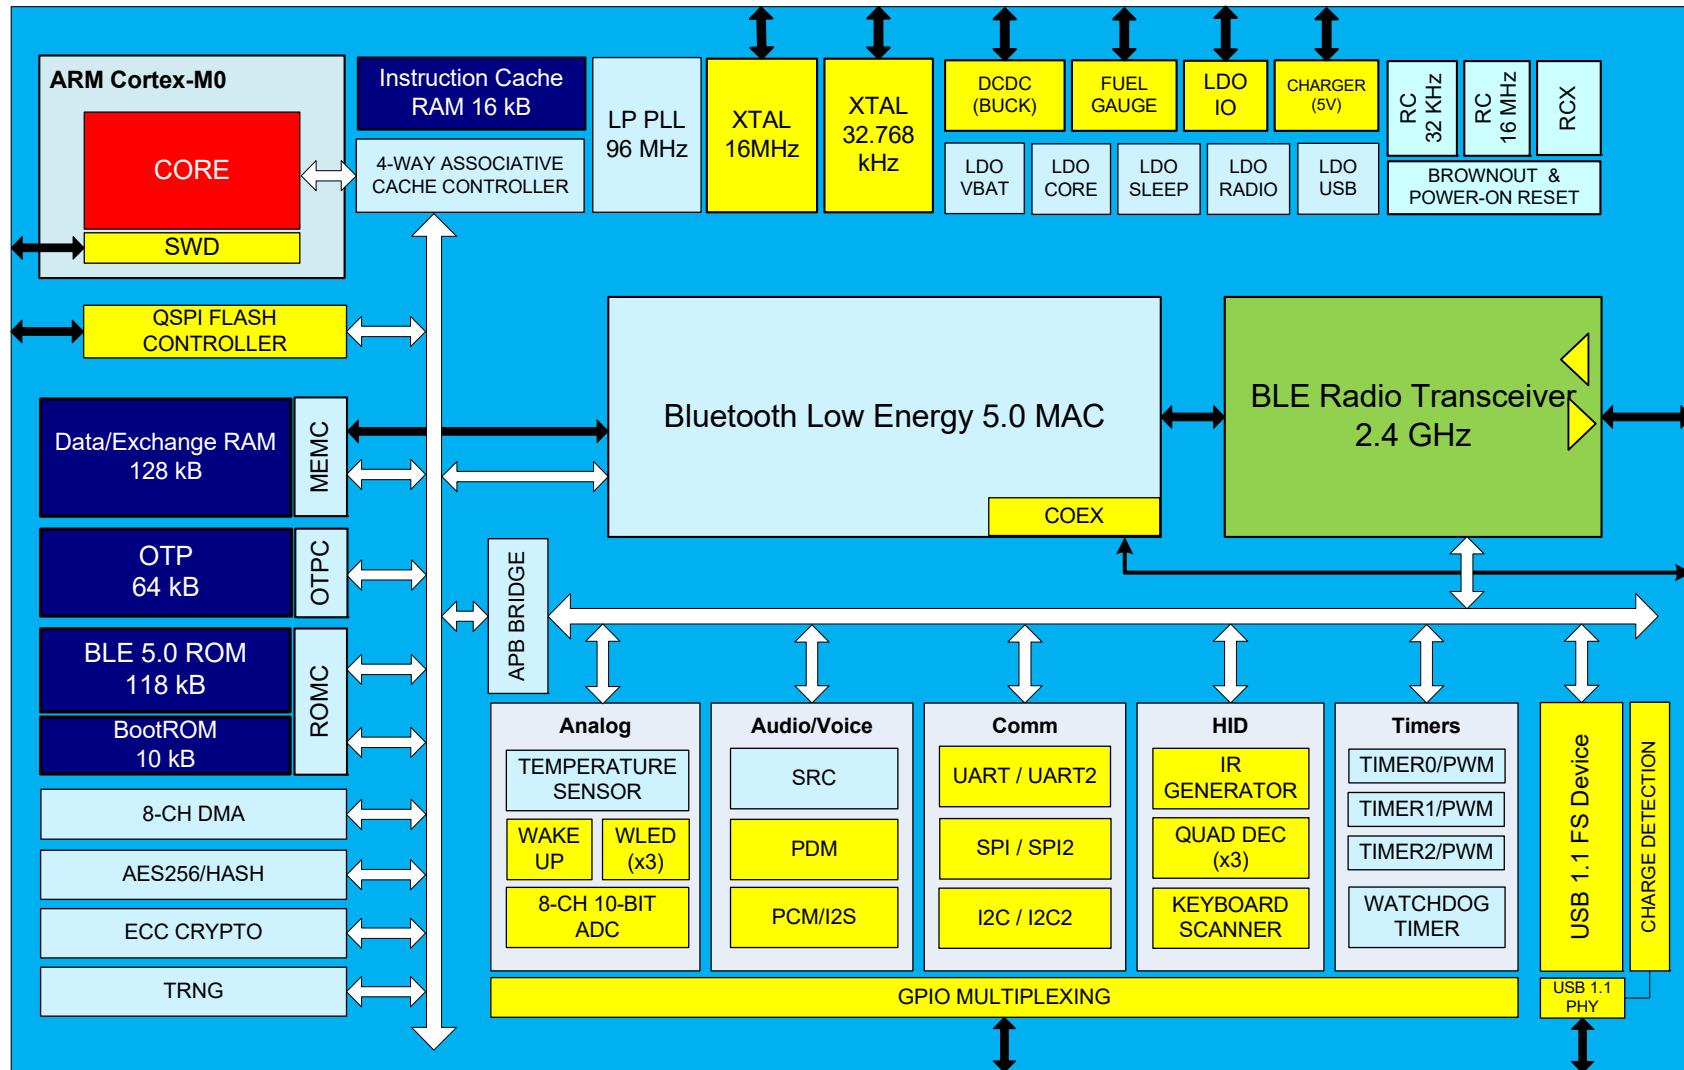 ARM Cortex-M0
CORE
SWD
Instruction Cache
RAM 16 kB
4-WAY ASSOCIATIVE
CACHE CONTROLLER
LP PLL
96 MHz
XTAL
16MHz
XTAL
32.768
kHz
DCDC
(BUCK)
FUEL
GAUGE
LDO
IO
CHARGER
(5V)
LDO
VBAT
LDO
CORE
LDO
SLEEP
LDO
RADIO
LDO
USB
RC
32 KHz
RC
16 MHz
RCX
BROWNOUT &
POWER-ON RESET
QSPI FLASH
CONTROLLER
Data/Exchange RAM
128 kB
MEMC
Bluetooth Low Energy 5.0 MAC
COEX
BLE Radio Transceiver
2.4 GHz
OTP
64 kB
OTPC
APB BRIDGE
BLE 5.0 ROM
118 kB
BootROM
10 kB
ROMC
8-CH DMA
AES256/HASH
ECC CRYPTO
TRNG
Analog
TEMPERATURE
SENSOR
WAKE
UP
WLED
(x3)
8-CH 10-BIT
ADC
Audio/Voice
SRC
PDM
PCM/I2S
Comm
UART / UART2
SPI / SPI2
I2C / I2C2
HID
IR
GENERATOR
QUAD DEC
(x3)
KEYBOARD
SCANNER
Timers
TIMER0/PWM
TIMER1/PWM
TIMER2/PWM
WATCHDOG
TIMER
USB 1.1 FS Device
CHARGE DETECTION
GPIO MULTIPLEXING
USB 1.1
PHY